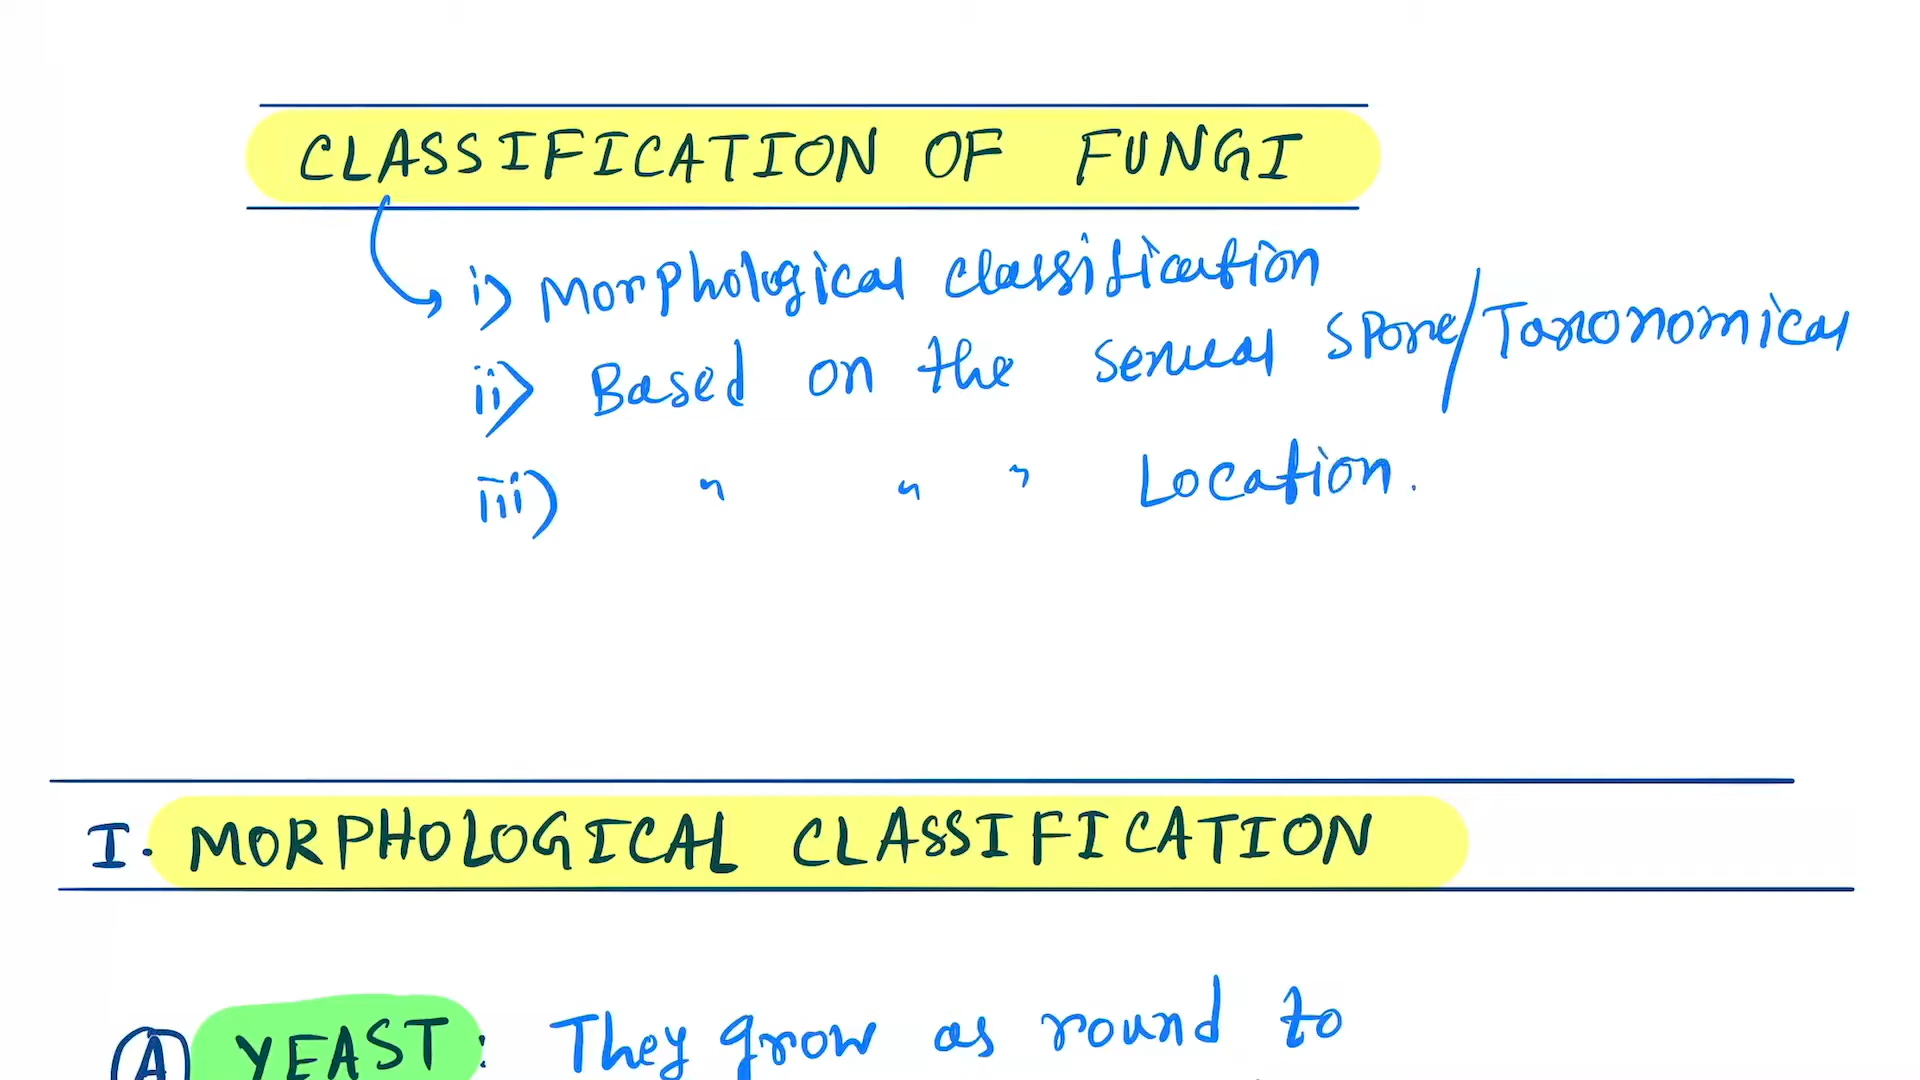 CLASSIFICATION OF FUNGI
i) Morphological classification
ii) Based on the sexual spore/Taxonomical
iii) " " " Location.
I. MORPHOLOGICAL CLASSIFICATION
A YEAST: They grow as round to